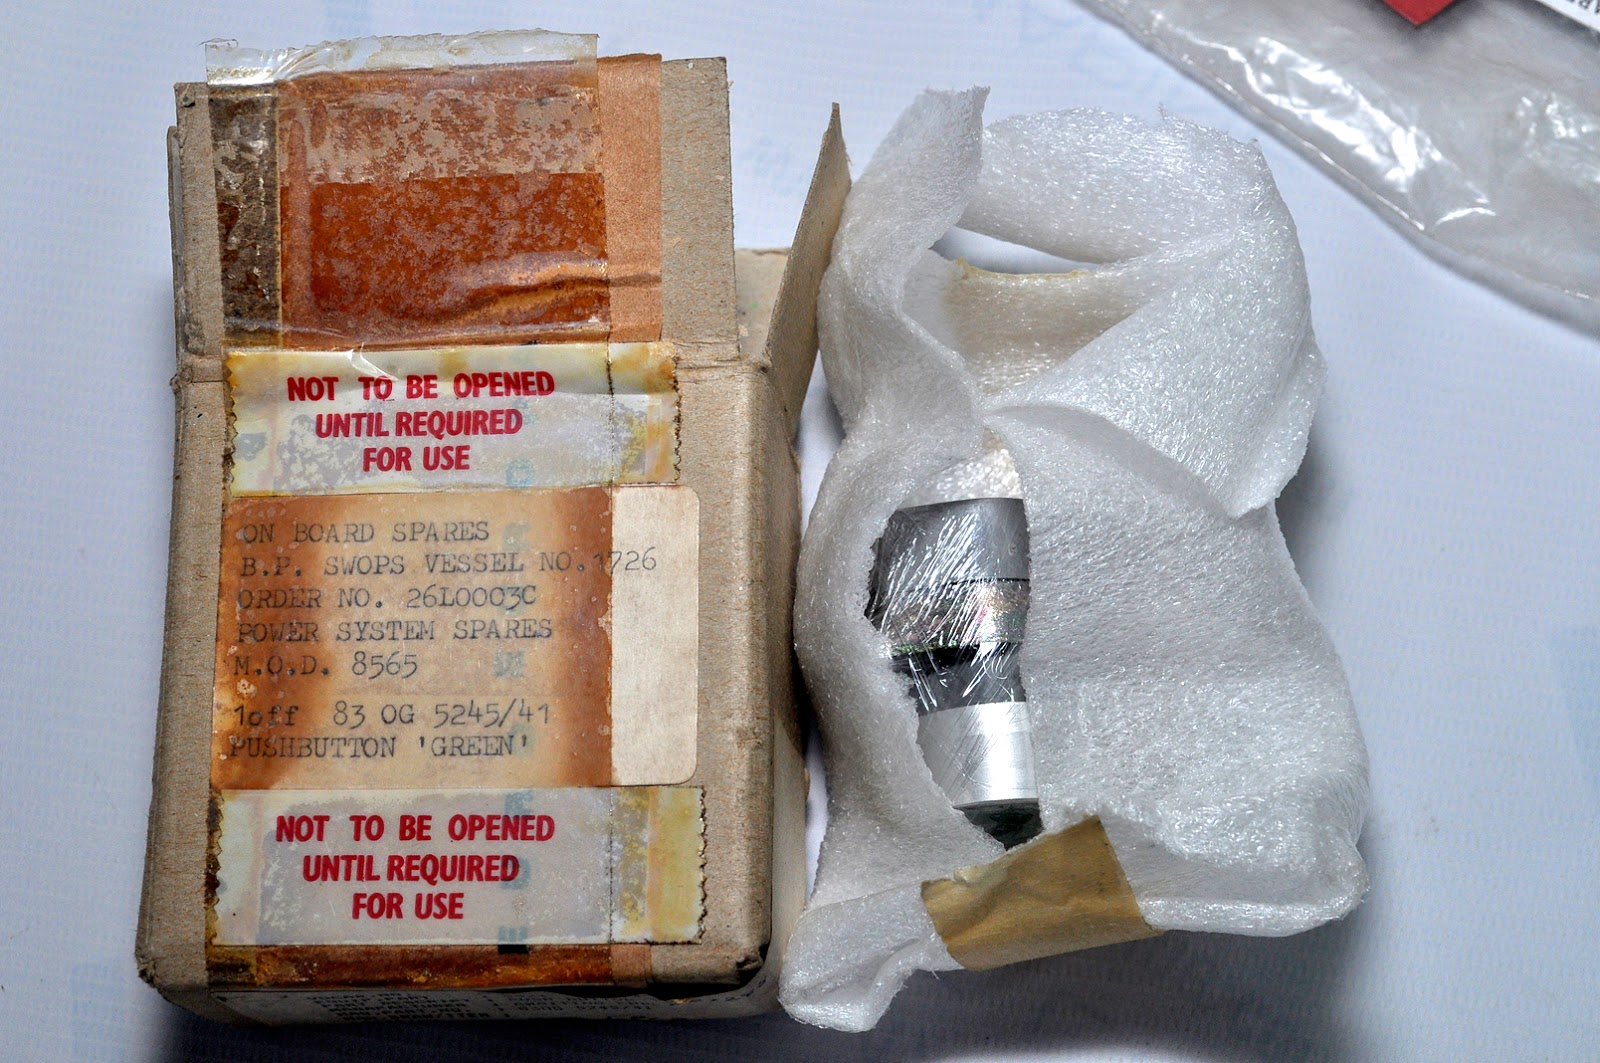 NOT TO BE OPENED
UNTIL REQUIRED
FOR USE
ON BOARD SPARES
B.P. SWOPS VESSEL NO.1726
ORDER NO. 26L0003C
POWER SYSTEM SPARES
M.O.D. 8565
1off 83 OG 5245/41
PUSHBUTTON 'GREEN'
NOT TO BE OPENED
UNTIL REQUIRED
FOR USE